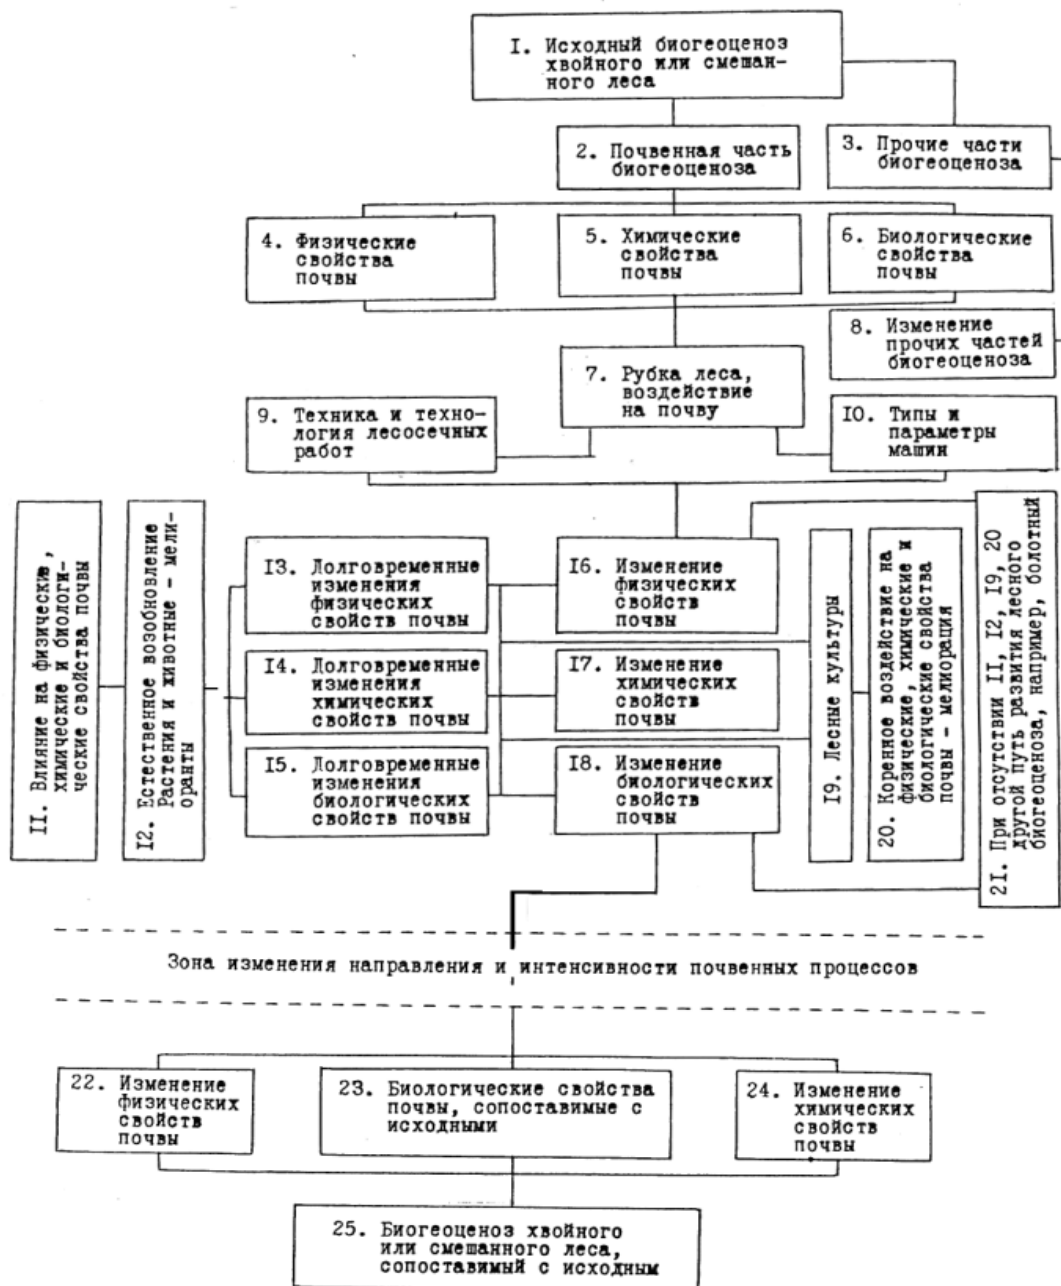 I. Исходный биогеоценоз
хвойного или смешан-
ного леса
2. Почвенная часть
биогеоценоза
3. Прочие части
биогеоценоза
4. Физические
свойства
почвы
5. Химические
свойства
почвы
6. Биологические
свойства
почвы
8. Изменение
прочих частей
биогеоценоза
7. Рубка леса,
воздействие
на почву
9. Техника и техно-
логия лесосечных
работ
IO. Типы и
параметры
машин
II. Влияние на физические,
химические и биологи-
ческие свойства почвы
I2. Естественное возобновление
Растения и животные - мели-
оранты
I3. Лолговременные
изменения
физических
свойств почвы
I6. Изменение
физических
свойств
почвы
I4. Лолговременные
изменения
химических
свойств почвы
I7. Изменение
химических
свойств
почвы
I5. Лолговременные
изменения
биологических
свойств почвы
I8. Изменение
биологических
свойств
почвы
I9. Лесные культуры
20. Коренное воздействие на
физические, химические и
биологические свойства
почвы - мелиорация
2I. При отсутствии II, I2, I9, 20
другой путь развития лесного
биогеоценоза, например, болотный
Зона изменения направления и интенсивности почвенных процессов
22. Изменение
физических
свойств
почвы
23. Биологические свойства
почвы, сопоставимые с
исходными
24. Изменение
химических
свойств
почвы
25. Биогеоценоз хвойного
или смешанного леса,
сопоставимый с исходным